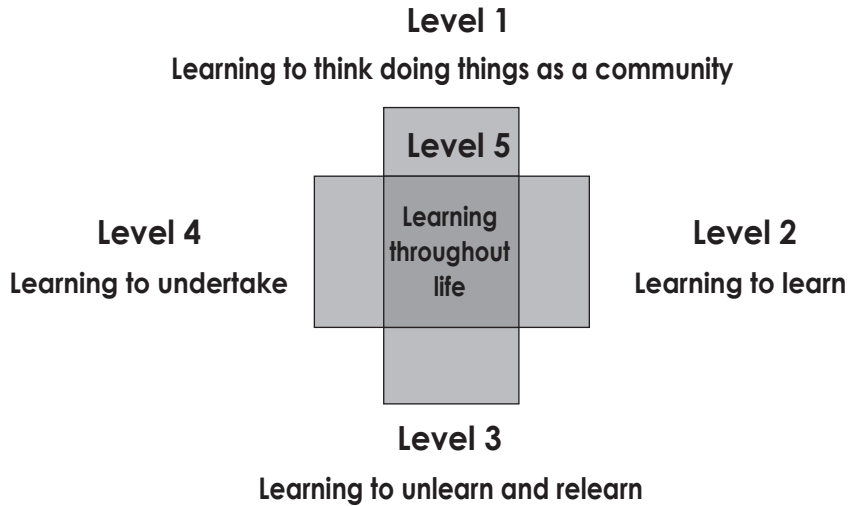 Level 1
Learning to think doing things as a community
Level 5
Learning
throughout
life
Level 4
Learning to undertake
Level 2
Learning to learn
Level 3
Learning to unlearn and relearn